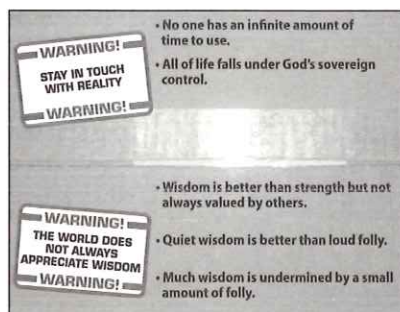 WARNING!
STAY IN TOUCH
WITH REALITY
WARNING!
• No one has an infinite amount of
time to use.
• All of life falls under God's sovereign
control.
WARNING!
THE WORLD DOES
NOT ALWAYS
APPRECIATE WISDOM
WARNING!
• Wisdom is better than strength but not
always valued by others.
• Quiet wisdom is better than loud folly.
• Much wisdom is undermined by a small
amount of folly.